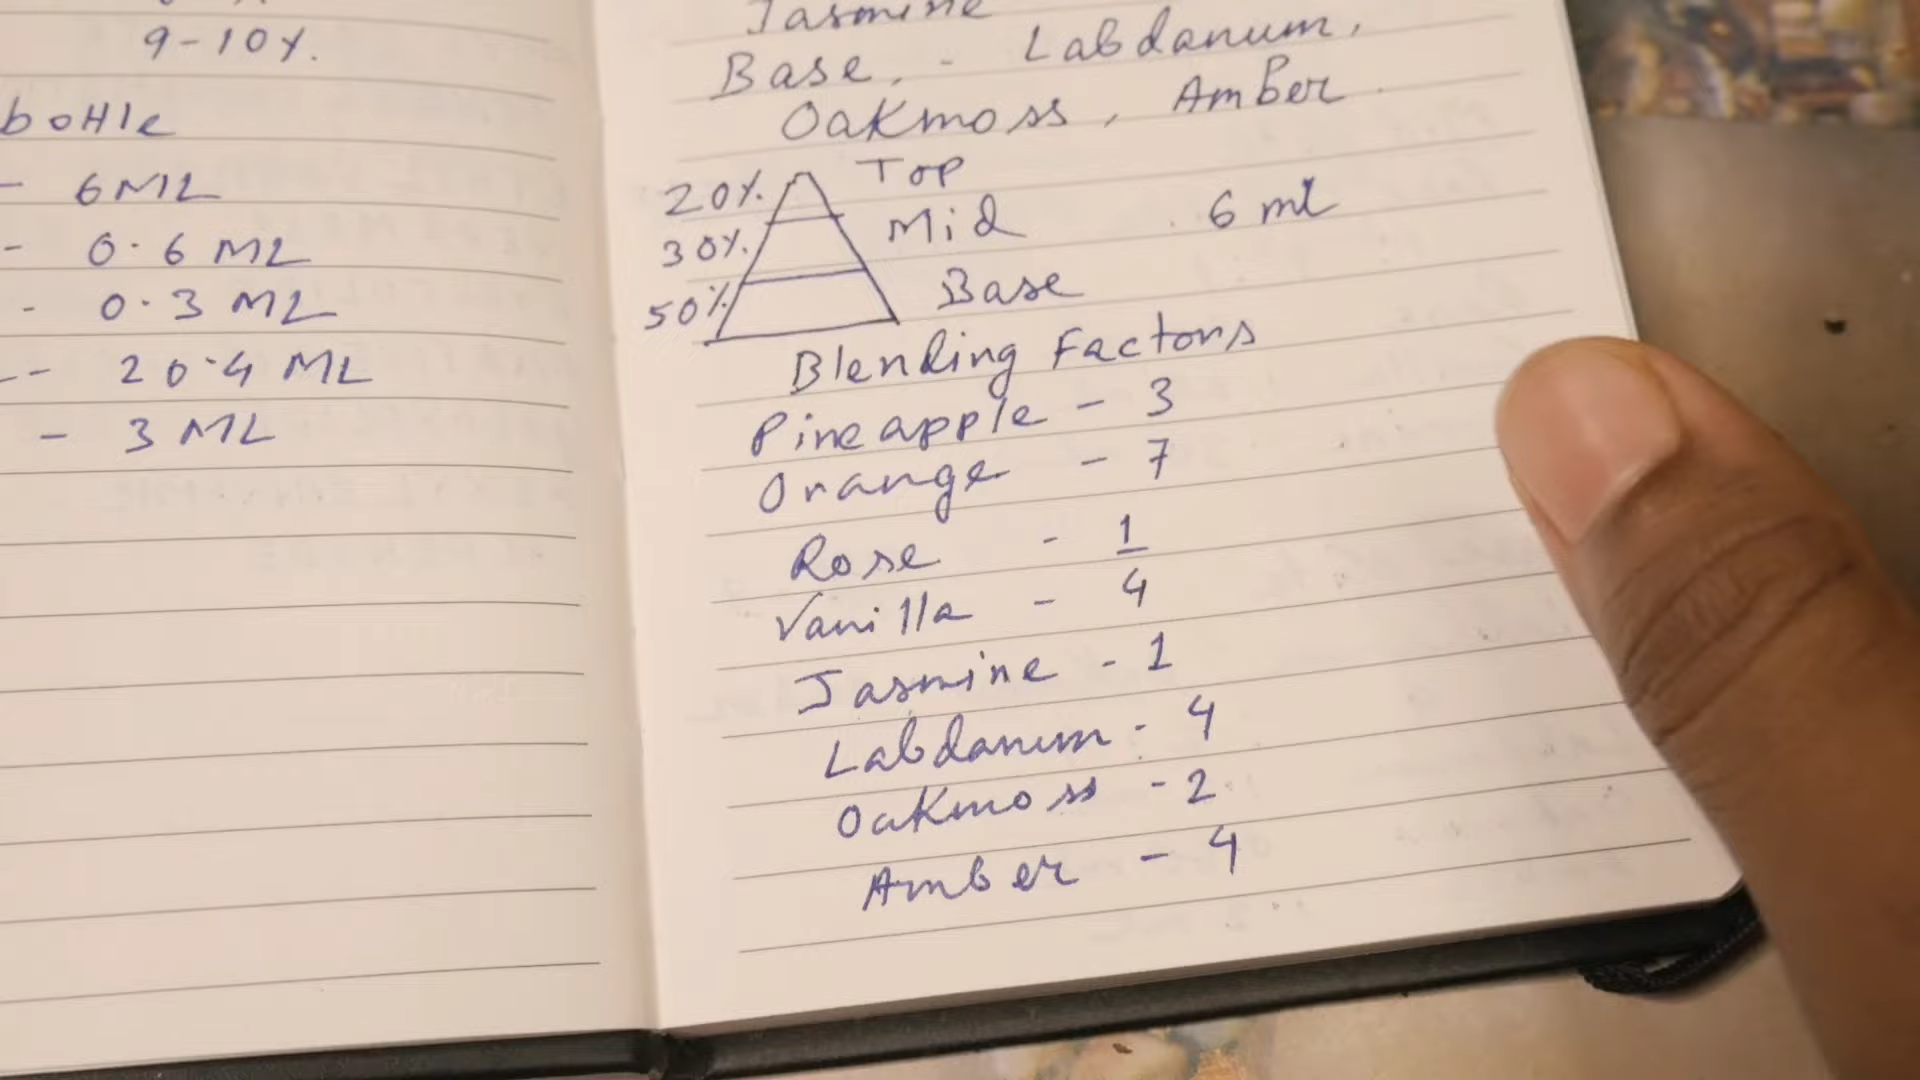 9-10%.
bottle
- 6ML
- 0.6 ML
- 0.3 ML
-- 20.4 ML
- 3 ML
Jasmine
Base. - Labdanum,
Oakmoss, Amber
20% Top
30% Mid 6 ml
50% Base
Blending Factors
Pineapple - 3
Orange - 7
Rose - 1
Vanilla - 4
Jasmine - 1
Labdanum - 4
Oakmoss - 2
Amber - 4